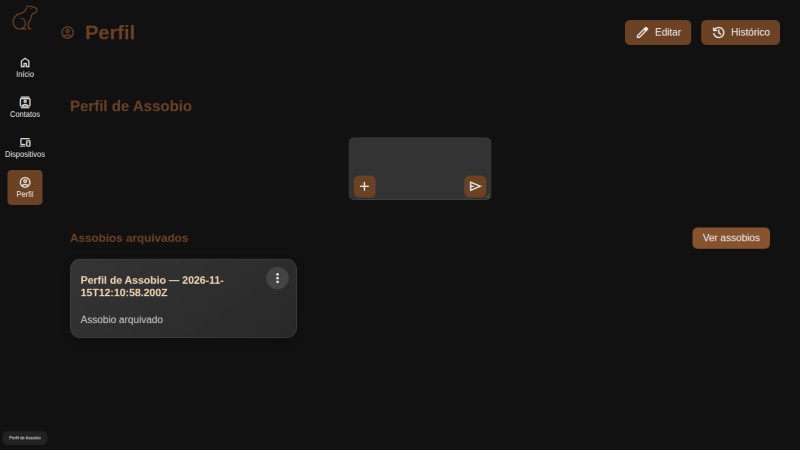 Perfil
Editar
Histórico
Início
Contatos
Dispositivos
Perfil
Perfil de Assobio
Assobios arquivados
Ver assobios
Perfil de Assobio — 2026-11-
15T12:10:58.200Z
Assobio arquivado
Perfil de Assobio